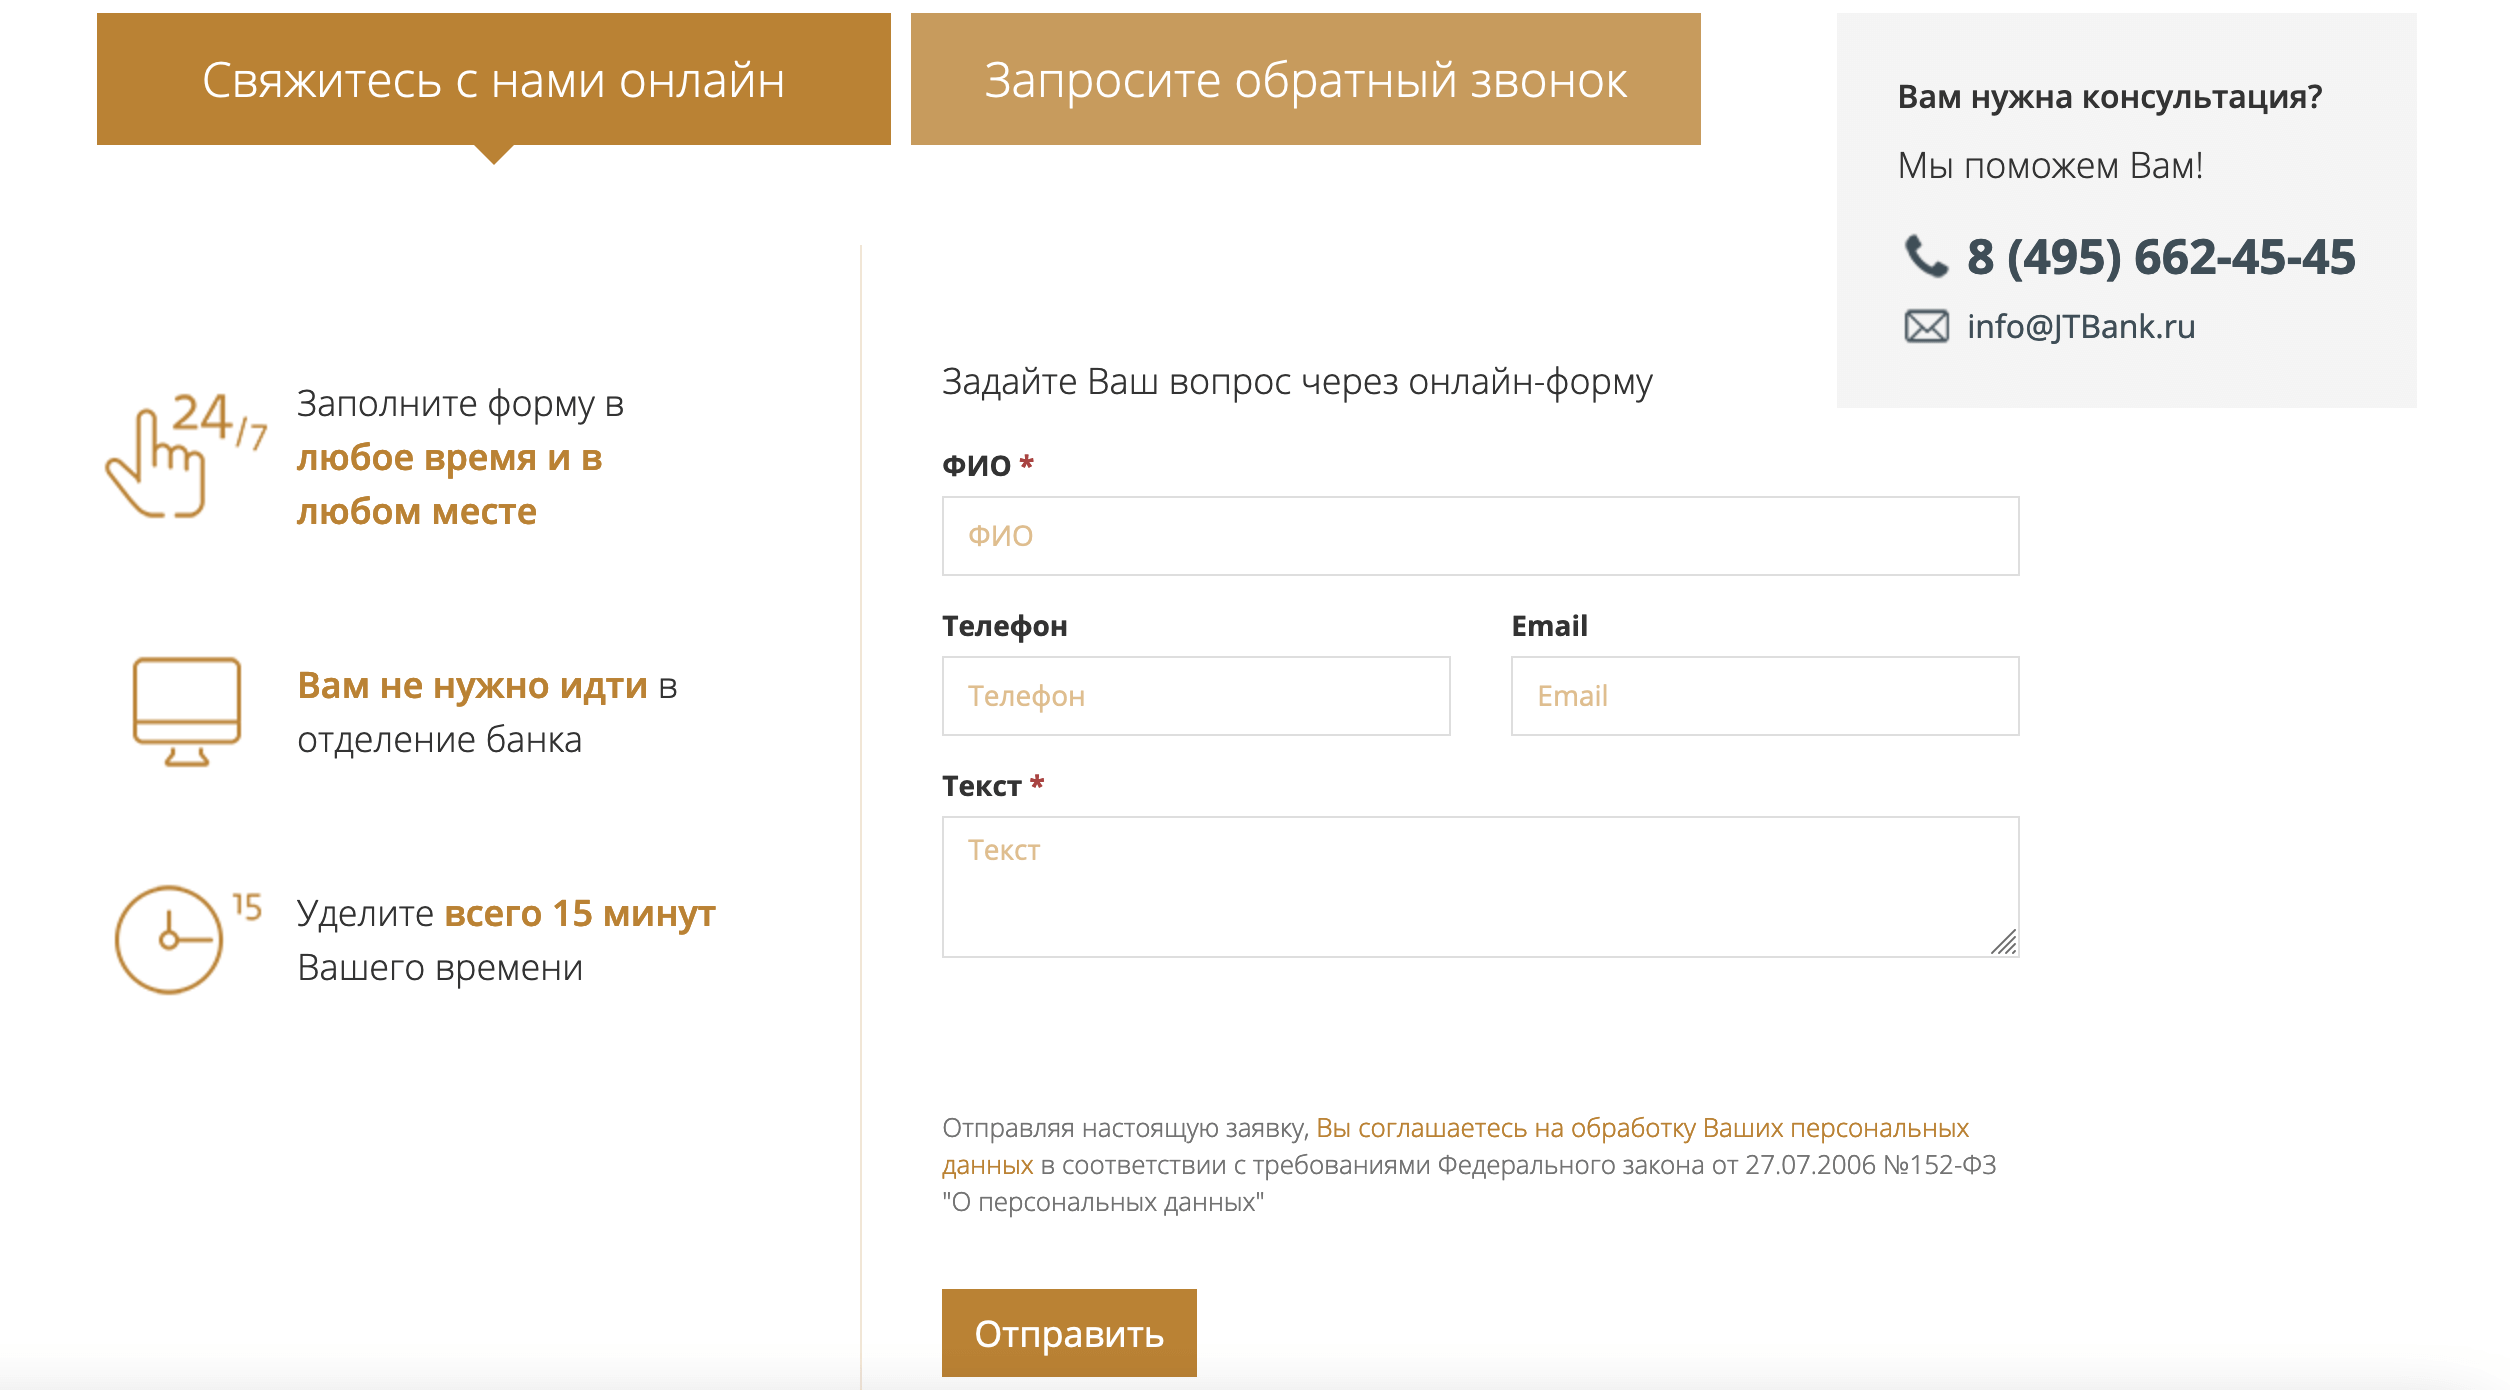 Свяжитесь с нами онлайн
Запросите обратный звонок
Вам нужна консультация?
Мы поможем Вам!
8 (495) 662-45-45
info@JTBank.ru
24/7
Заполните форму в
любое время и в
любом месте
Вам не нужно идти в
отделение банка
15
Уделите всего 15 минут
Вашего времени
Задайте Ваш вопрос через онлайн-форму
ФИО *
ФИО
Телефон
Телефон
Email
Email
Текст *
Текст
Отправляя настоящую заявку, Вы соглашаетесь на обработку Ваших персональных
данных в соответствии с требованиями Федерального закона от 27.07.2006 №152-ФЗ
"О персональных данных"
Отправить